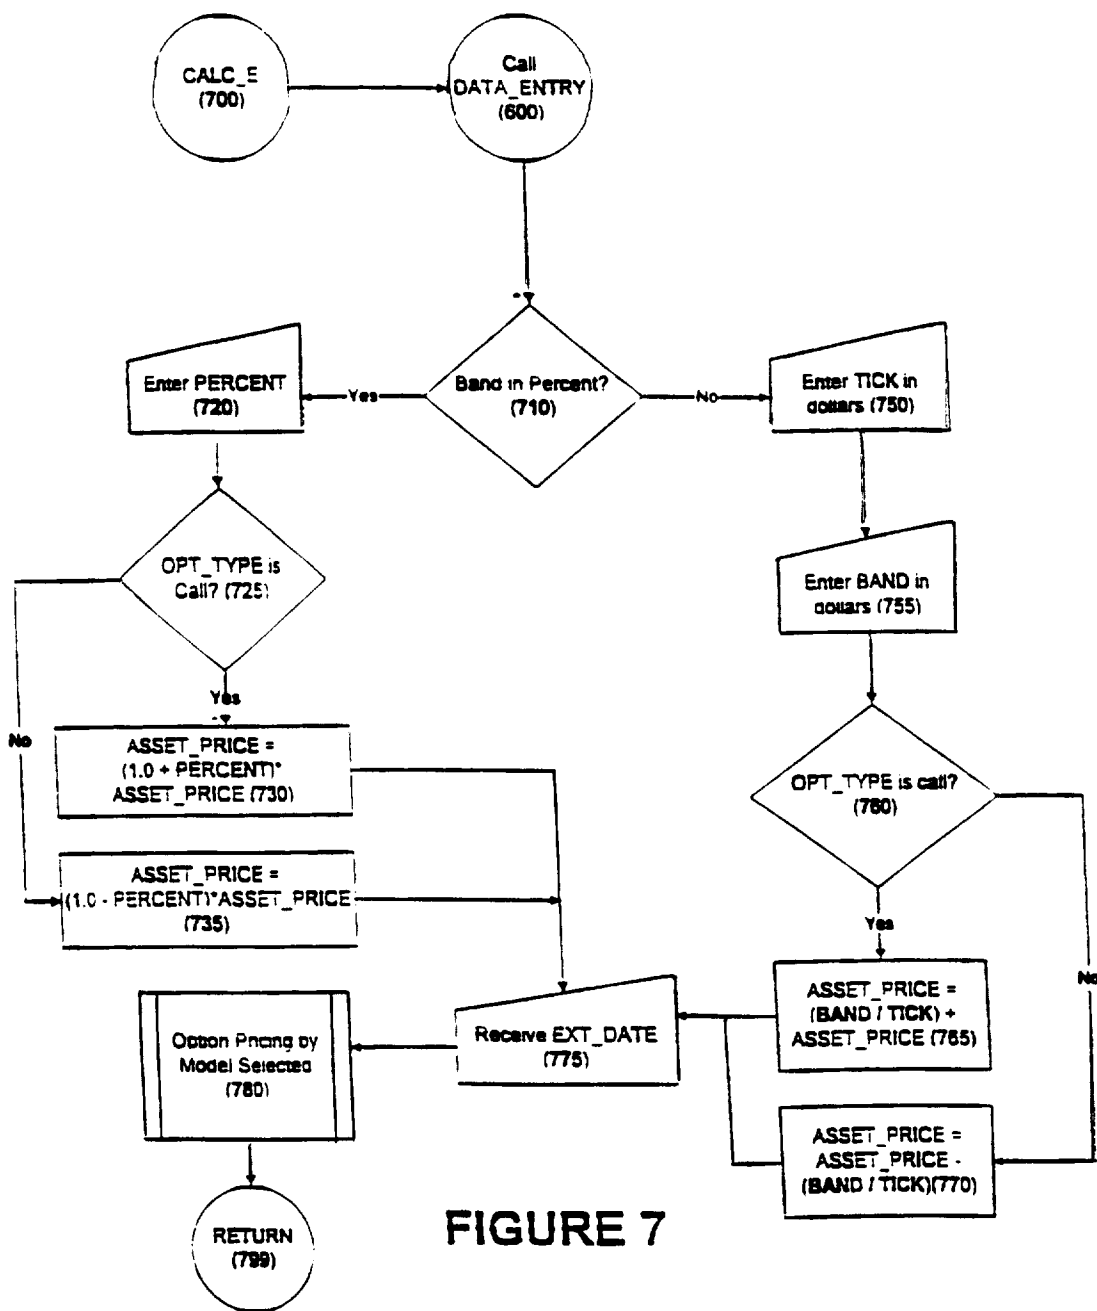 CALC_E
(700)
Call
DATA_ENTRY
(600)
Enter PERCENT
(720)
Yes
Band in Percent?
(710)
No
Enter TICK in
dollars (750)
OPT_TYPE is
Call? (725)
Enter BAND in
dollars (755)
Yes
No
ASSET_PRICE =
(1.0 + PERCENT)*
ASSET_PRICE (730)
OPT_TYPE is call?
(760)
ASSET_PRICE =
(1.0 - PERCENT)*ASSET_PRICE
(735)
Yes
No
ASSET_PRICE =
(BAND / TICK) +
ASSET_PRICE (765)
Receive EXT_DATE
(775)
Option Pricing by
Model Selected
(780)
ASSET_PRICE =
ASSET_PRICE -
(BAND / TICK)(770)
RETURN
(799)
FIGURE 7